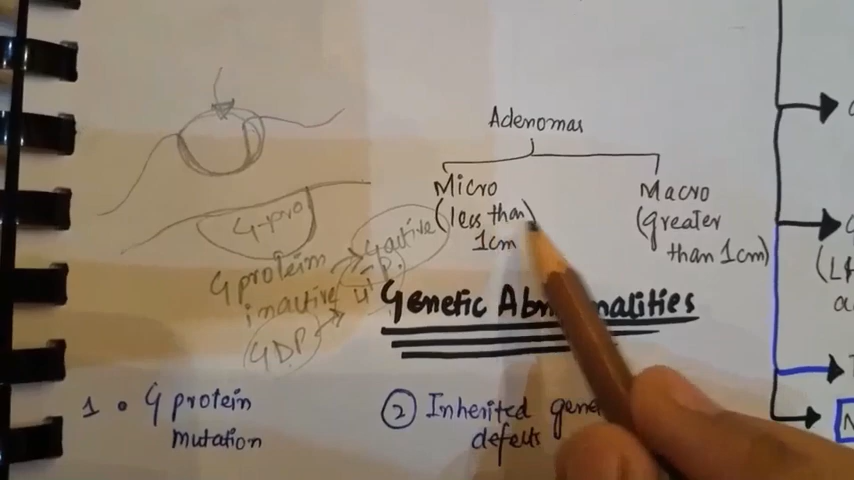 Adenomas
Micro
(less than)
1cm
Macro
(greater
than 1cm)
G-pro
G protein
inactive
G active
GDP
Genetic Abnormalities
1. G protein
mutation
2 Inherited gene
defects